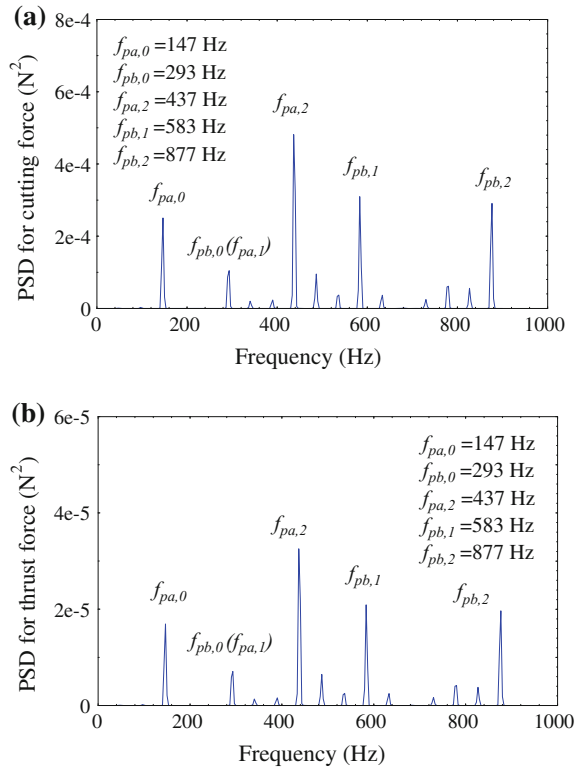 (a)
8e-4
6e-4
4e-4
2e-4
0
PSD for cutting force (N²)
f_pa,0 =147 Hz
f_pb,0 =293 Hz
f_pa,2 =437 Hz
f_pb,1 =583 Hz
f_pb,2 =877 Hz
f_pa,0
f_pb,0 (f_pa,1)
f_pa,2
f_pb,1
f_pb,2
0 200 400 600 800 1000
Frequency (Hz)
(b)
6e-5
4e-5
2e-5
0
PSD for thrust force (N²)
f_pa,0 =147 Hz
f_pb,0 =293 Hz
f_pa,2 =437 Hz
f_pb,1 =583 Hz
f_pb,2 =877 Hz
f_pa,0
f_pb,0 (f_pa,1)
f_pa,2
f_pb,1
f_pb,2
0 200 400 600 800 1000
Frequency (Hz)